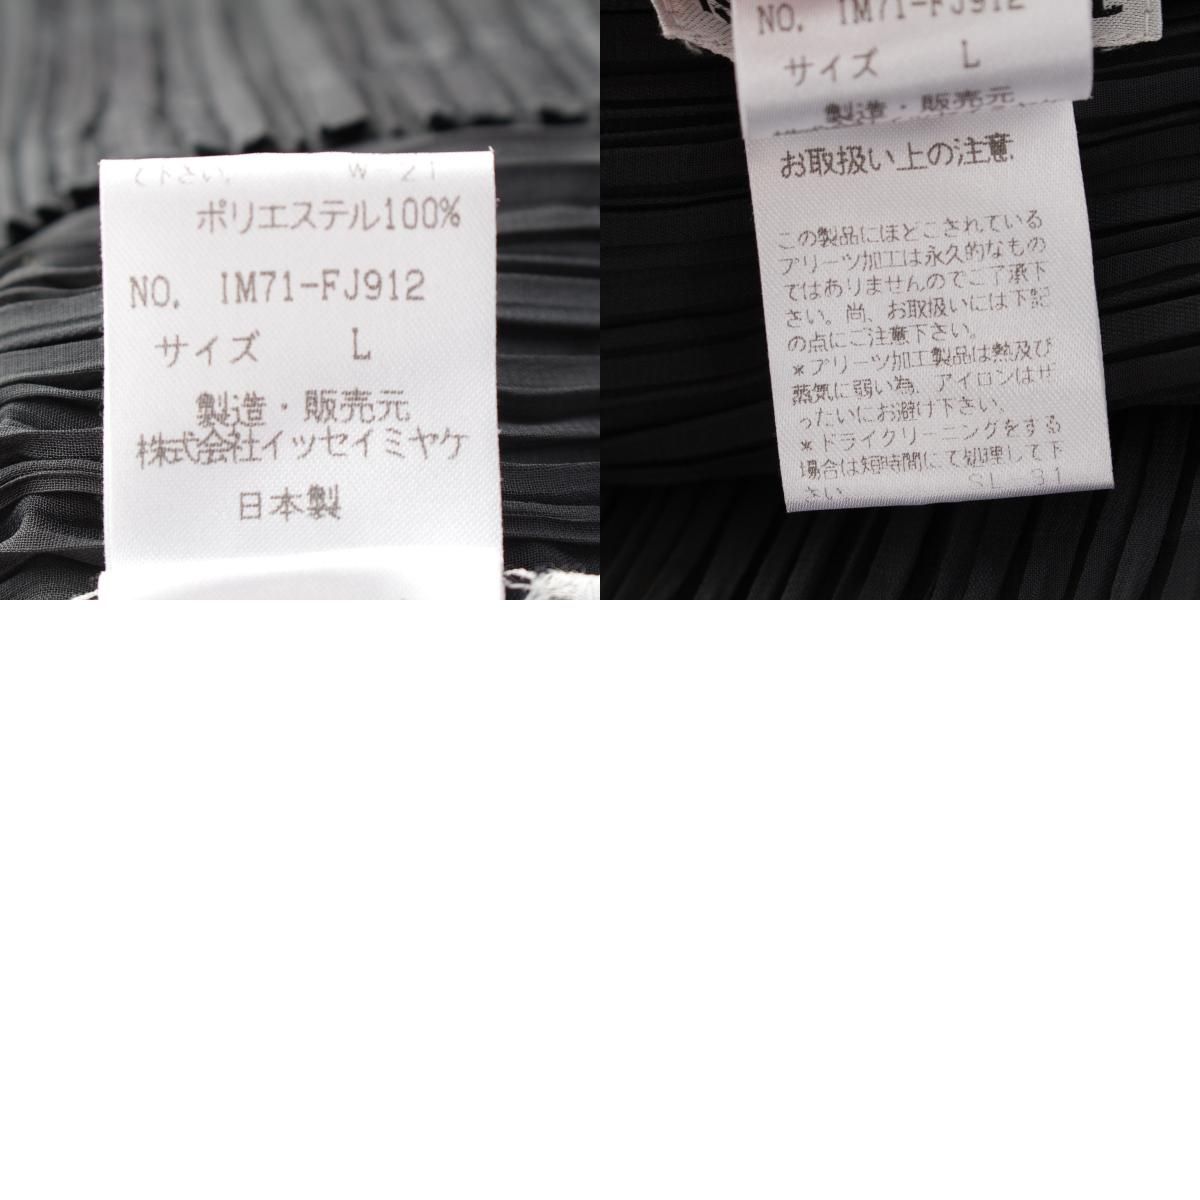 て下さい。 W-21
ポリエステル100%
NO. IM71-FJ912
サイズ L
製造・販売元
株式会社イッセイミヤケ
日本製
NO. IM71-FJ912
サイズ L
製造・販売元
お取扱い上の注意
この製品にほどこされている
プリーツ加工は永久的なもの
ではありませんのでご了承下
さい。尚、お取扱いには下記
の点にご注意下さい。
*プリーツ加工製品は熱及び
蒸気に弱い為、アイロンはぜ
ったいにお避け下さい。
*ドライクリーニングをする
場合は短時間にて処理して下
さい SL-31